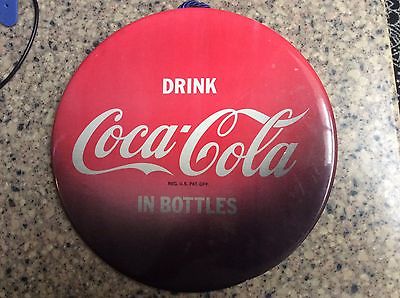 DRINK
Coca-Cola
REG. U.S. PAT. OFF.
IN BOTTLES